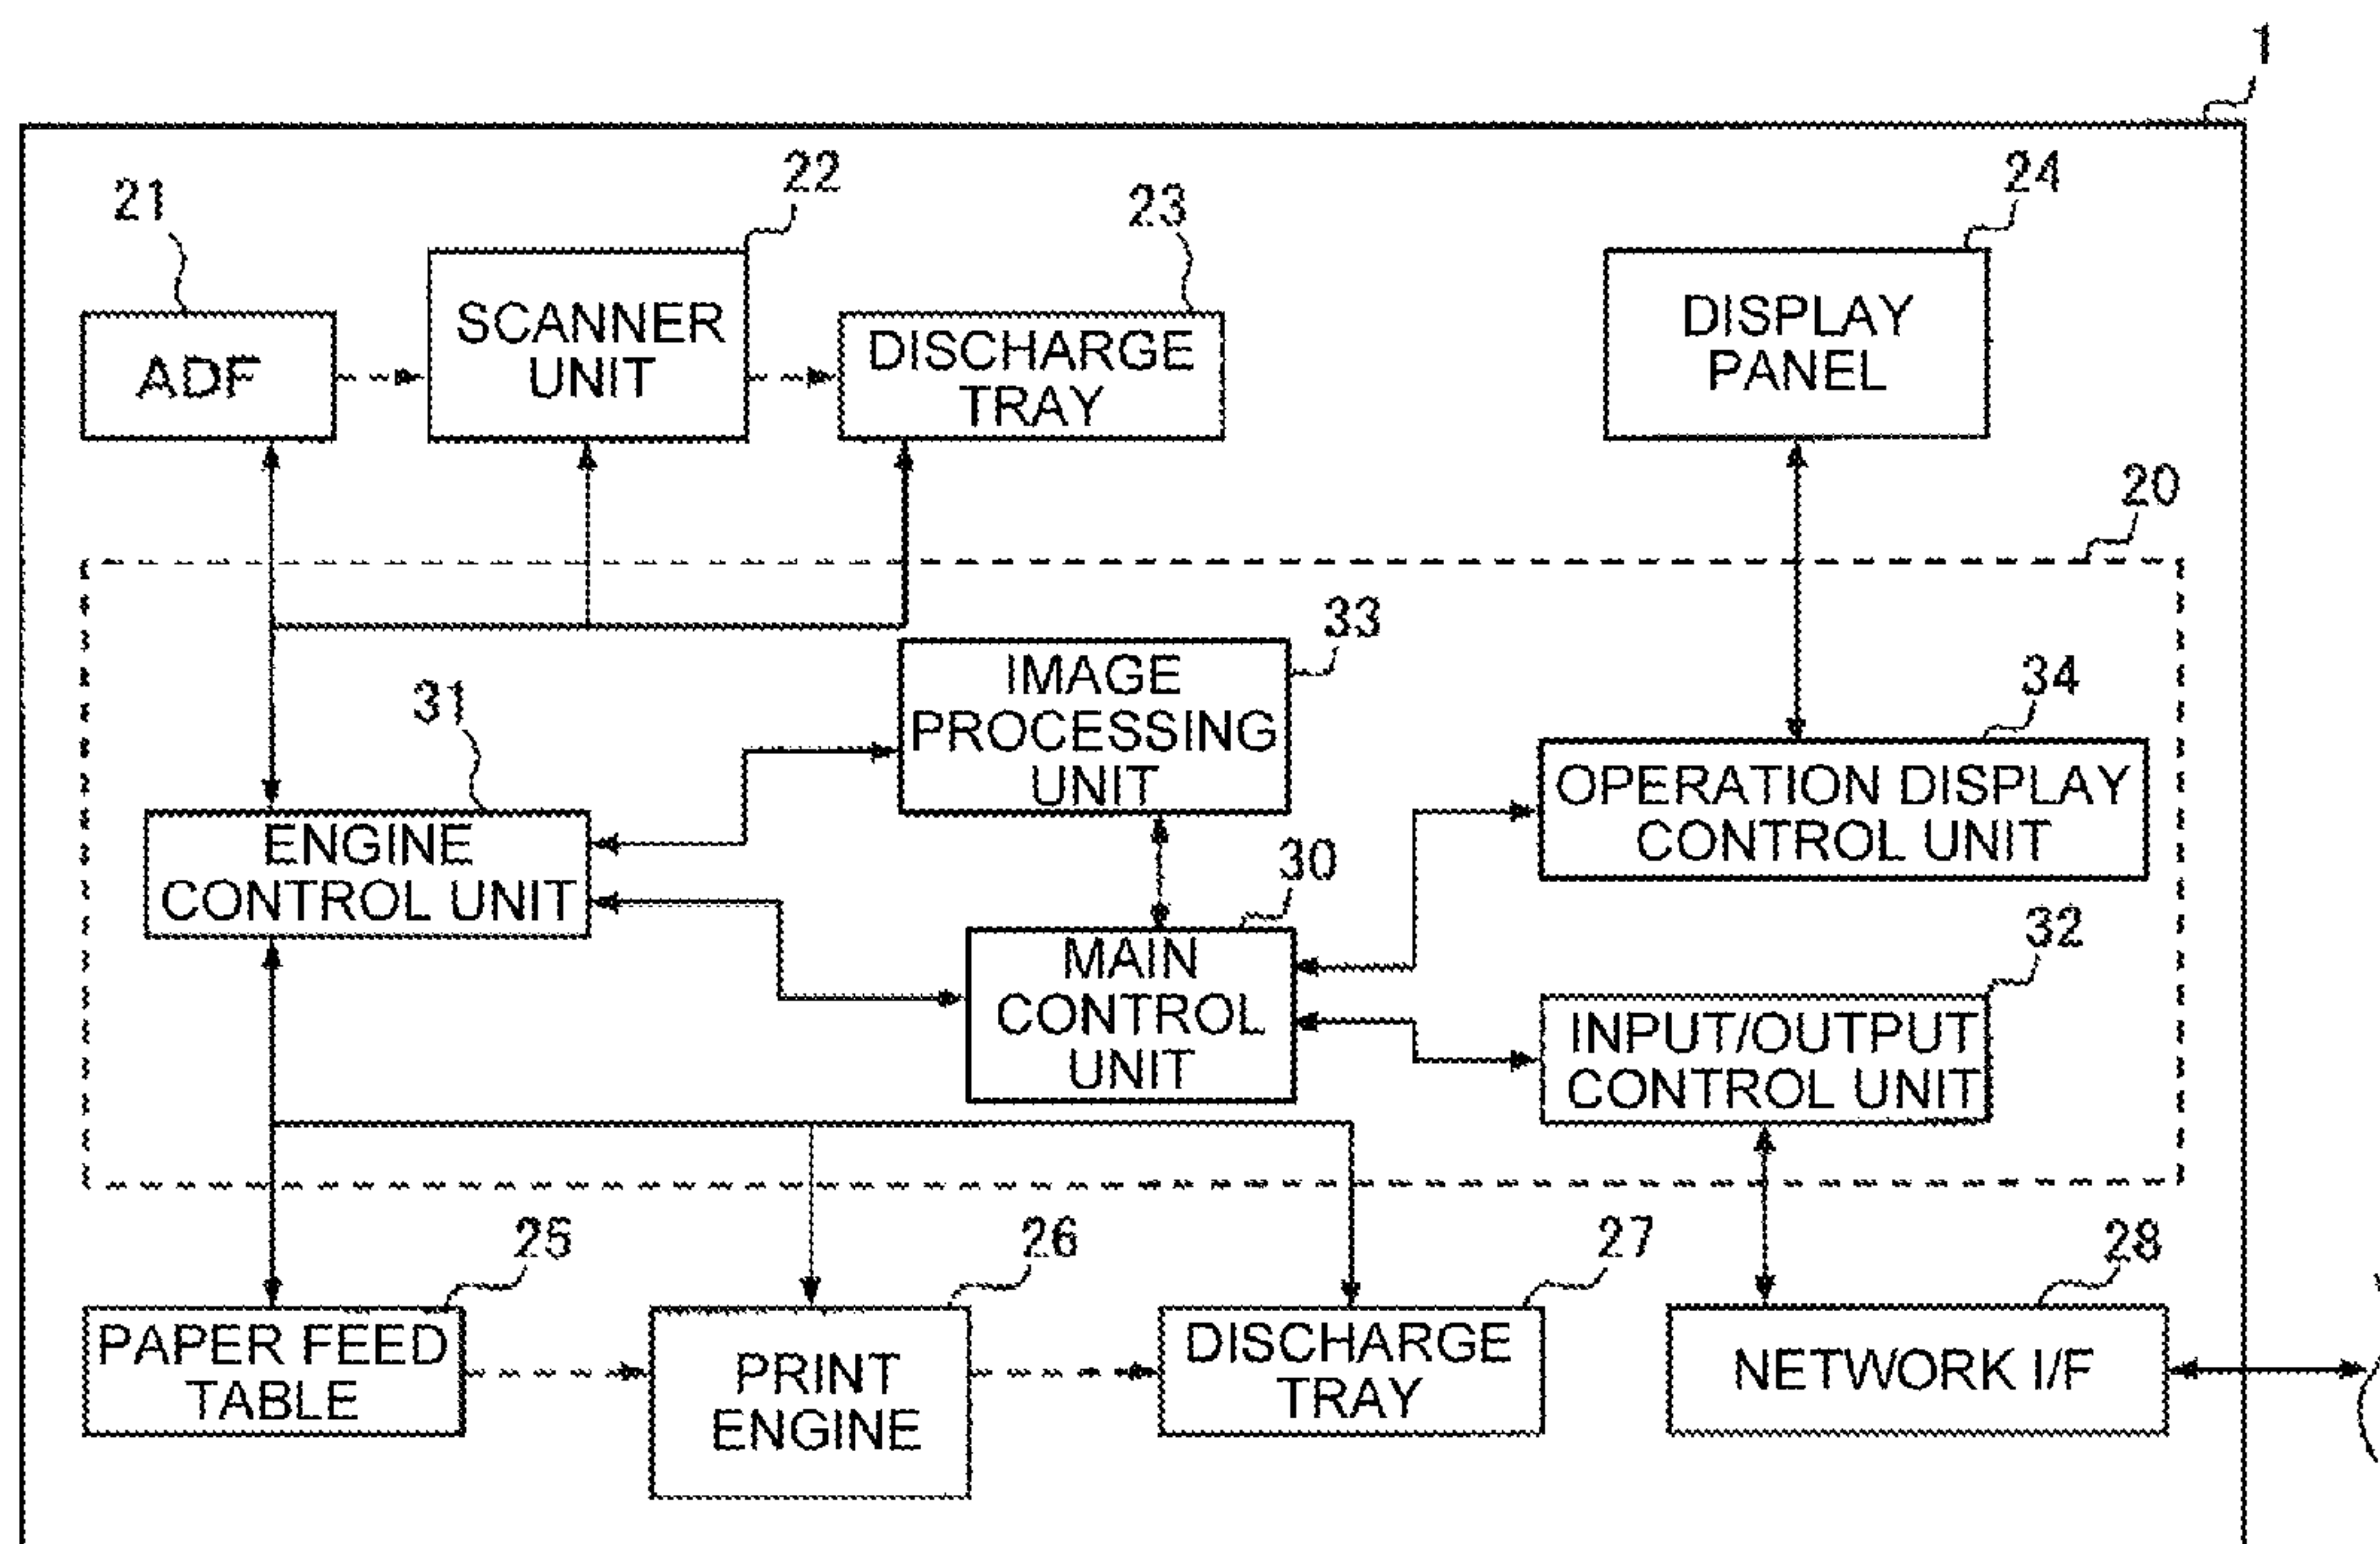 1
21
22
23
24
ADF
SCANNER
UNIT
DISCHARGE
TRAY
DISPLAY
PANEL
20
33
IMAGE
PROCESSING
UNIT
31
34
ENGINE
CONTROL UNIT
OPERATION DISPLAY
CONTROL UNIT
30
MAIN
CONTROL
UNIT
32
INPUT/OUTPUT
CONTROL UNIT
25
26
27
28
PAPER FEED
TABLE
PRINT
ENGINE
DISCHARGE
TRAY
NETWORK I/F